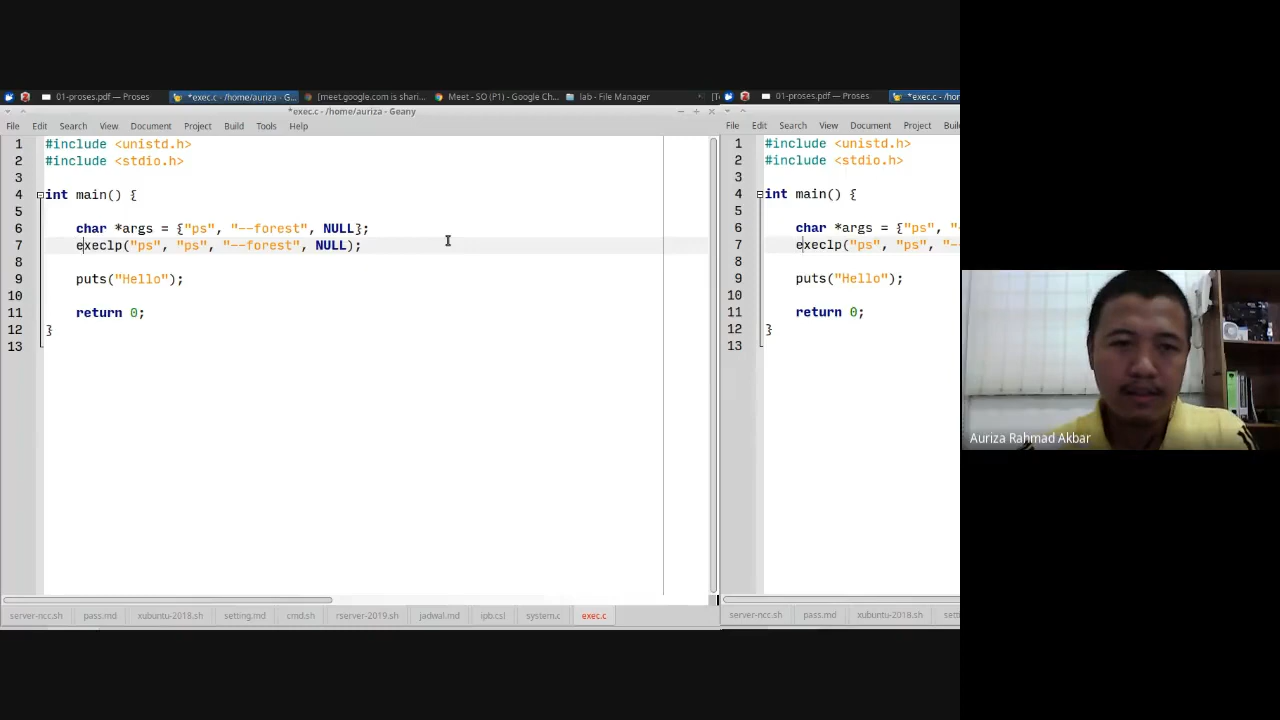 01-proses.pdf — Proses
*exec.c - /home/auriza - G...
[meet.google.com is shari...
Meet - SO (P1) - Google Ch...
lab - File Manager
*exec.c - /home/auriza - Geany
File Edit Search View Document Project Build Tools Help
1 #include <unistd.h>
2 #include <stdio.h>
3
4 int main() {
5
6 char *args = {"ps", "--forest", NULL};
7 execlp("ps", "ps", "--forest", NULL);
8
9 puts("Hello");
10
11 return 0;
12 }
13
server-ncc.sh pass.md xubuntu-2018.sh setting.md cmd.sh rserver-2019.sh jadwal.md ipb.csl system.c exec.c
01-proses.pdf — Proses
*exec.c - /hom
File Edit Search View Document Project Buil
1 #include <unistd.h>
2 #include <stdio.h>
3
4 int main() {
5
6 char *args = {"ps", "-
7 execlp("ps", "ps", "--
8
9 puts("Hello");
10
11 return 0;
12 }
13
server-ncc.sh pass.md xubuntu-2018.sh sett
Auriza Rahmad Akbar